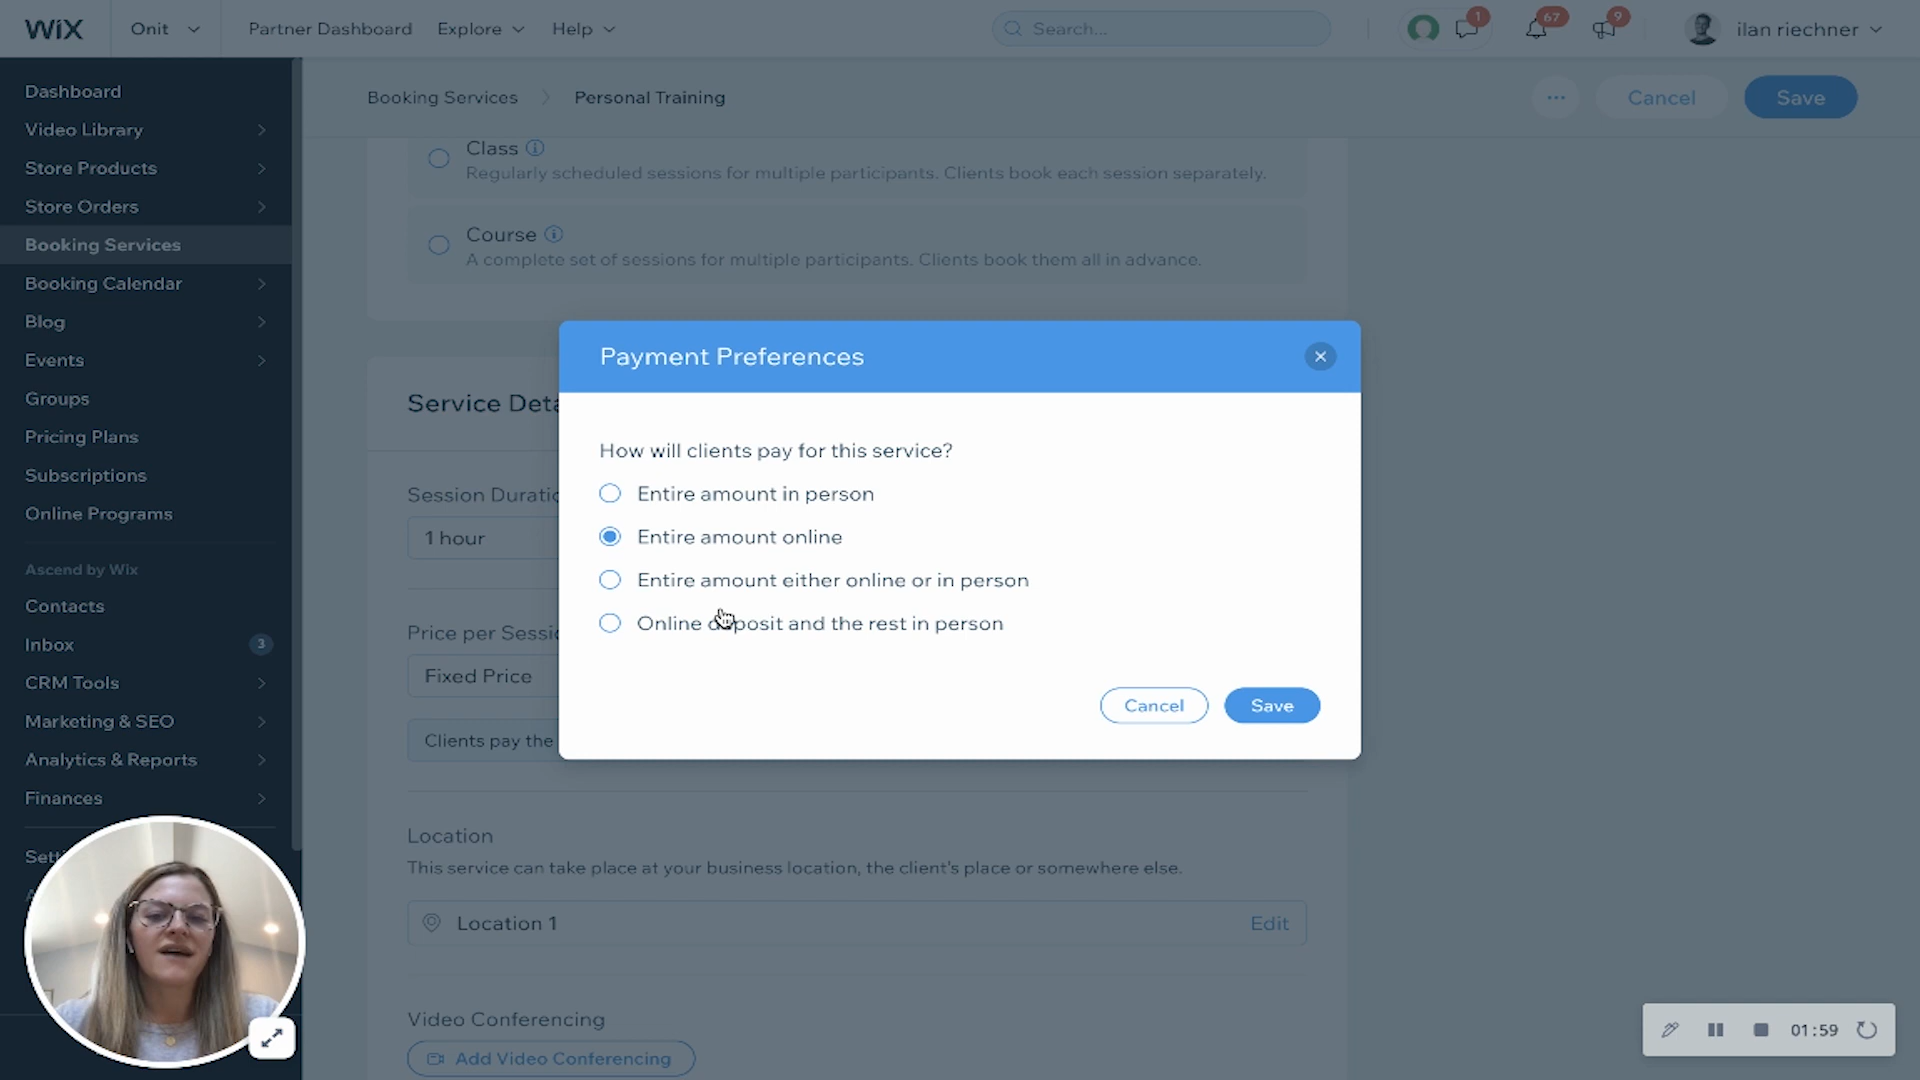 WiX
Onit
Partner Dashboard
Explore
Help
Search...
1
67
9
ilan riechner
Dashboard
Video Library
Store Products
Store Orders
Booking Services
Booking Calendar
Blog
Events
Groups
Pricing Plans
Subscriptions
Online Programs
Ascend by Wix
Contacts
Inbox
3
CRM Tools
Marketing & SEO
Analytics & Reports
Finances
Booking Services
Personal Training
...
Cancel
Save
Class
Regularly scheduled sessions for multiple participants. Clients book each session separately.
Course
A complete set of sessions for multiple participants. Clients book them all in advance.
Service
Session
1 hour
Price per
Fixed Price
Clients pay the
Payment Preferences
How will clients pay for this service?
Entire amount in person
Entire amount online
Entire amount either online or in person
Online deposit and the rest in person
Cancel
Save
Location
This service can take place at your business location, the client's place or somewhere else.
Location 1
Edit
Video Conferencing
Add Video Conferencing
01:59